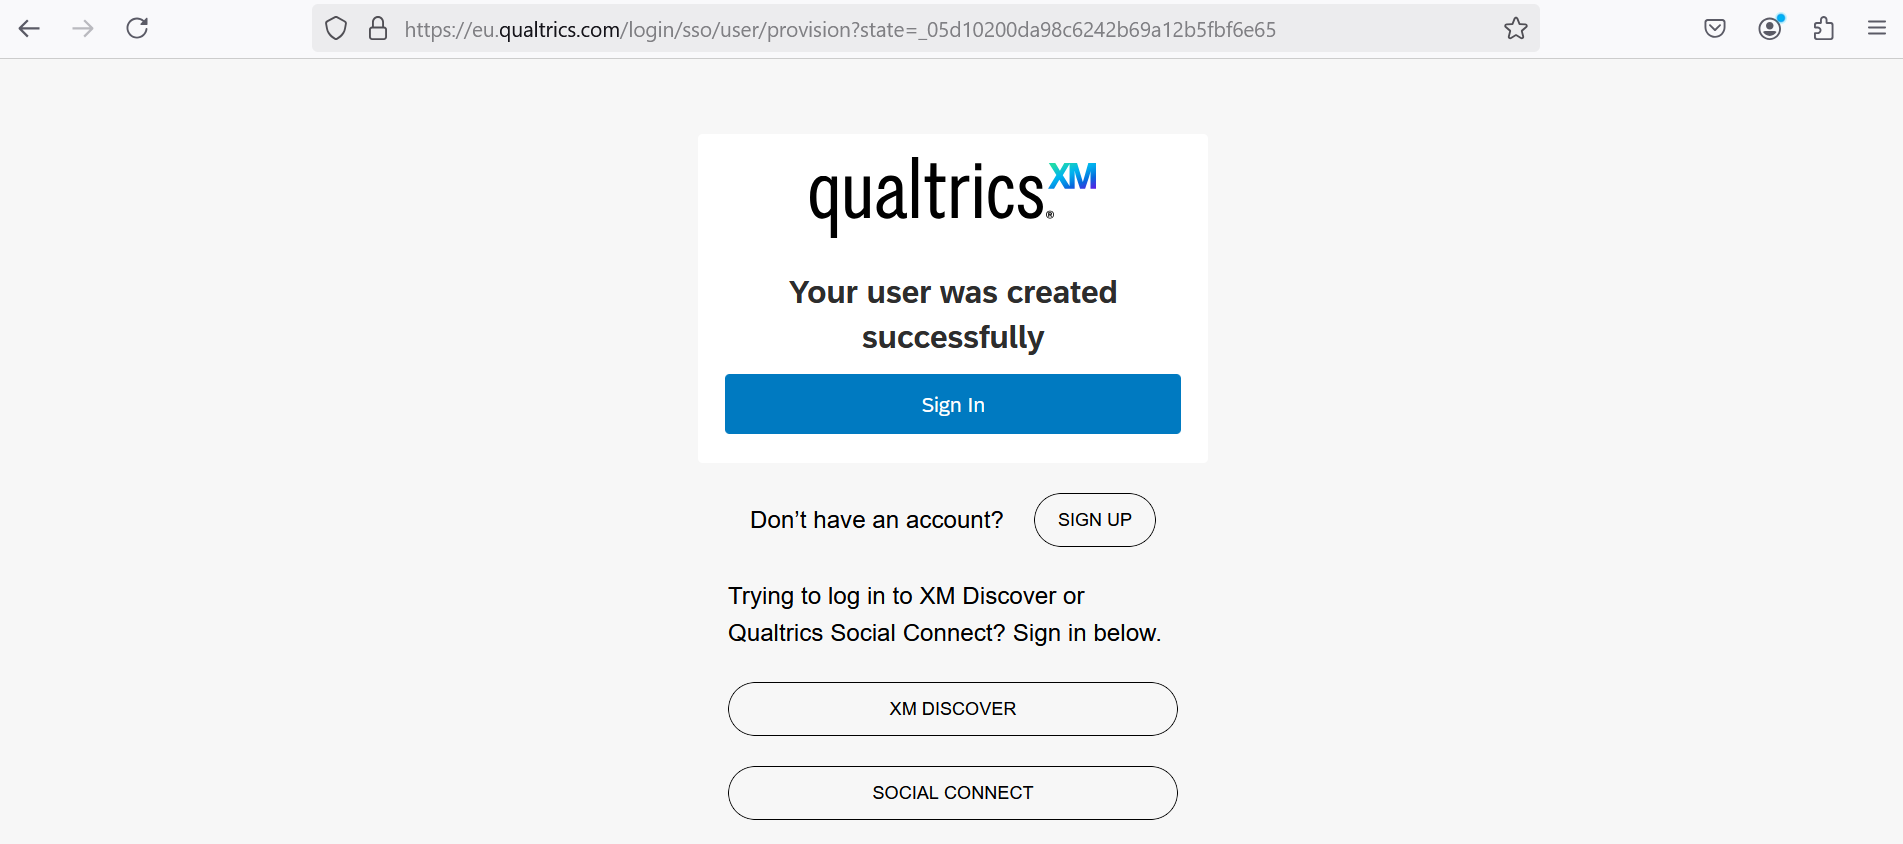 https://eu.qualtrics.com/login/sso/user/provision?state=_05d10200da98c6242b69a12b5fbf6e65
qualtrics.XM®
Your user was created
successfully
Sign In
Don’t have an account? SIGN UP
Trying to log in to XM Discover or
Qualtrics Social Connect? Sign in below.
XM DISCOVER
SOCIAL CONNECT